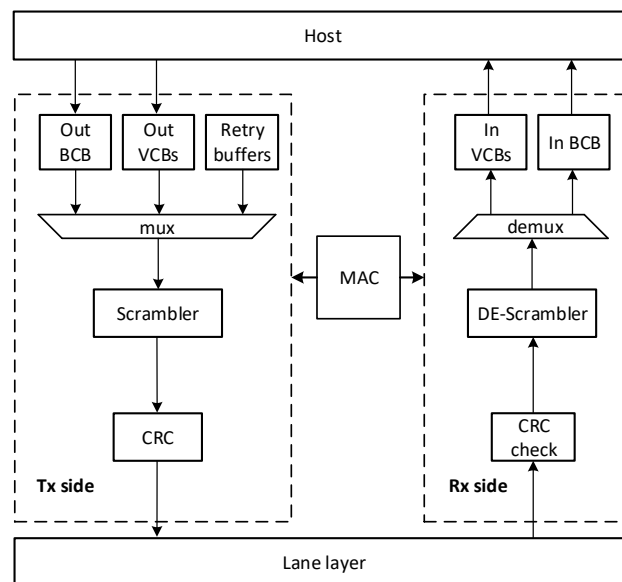 Host
Out
BCB
Out
VCBs
Retry
buffers
In
VCBs
In BCB
mux
demux
MAC
Scrambler
DE-Scrambler
CRC
CRC
check
Tx side
Rx side
Lane layer